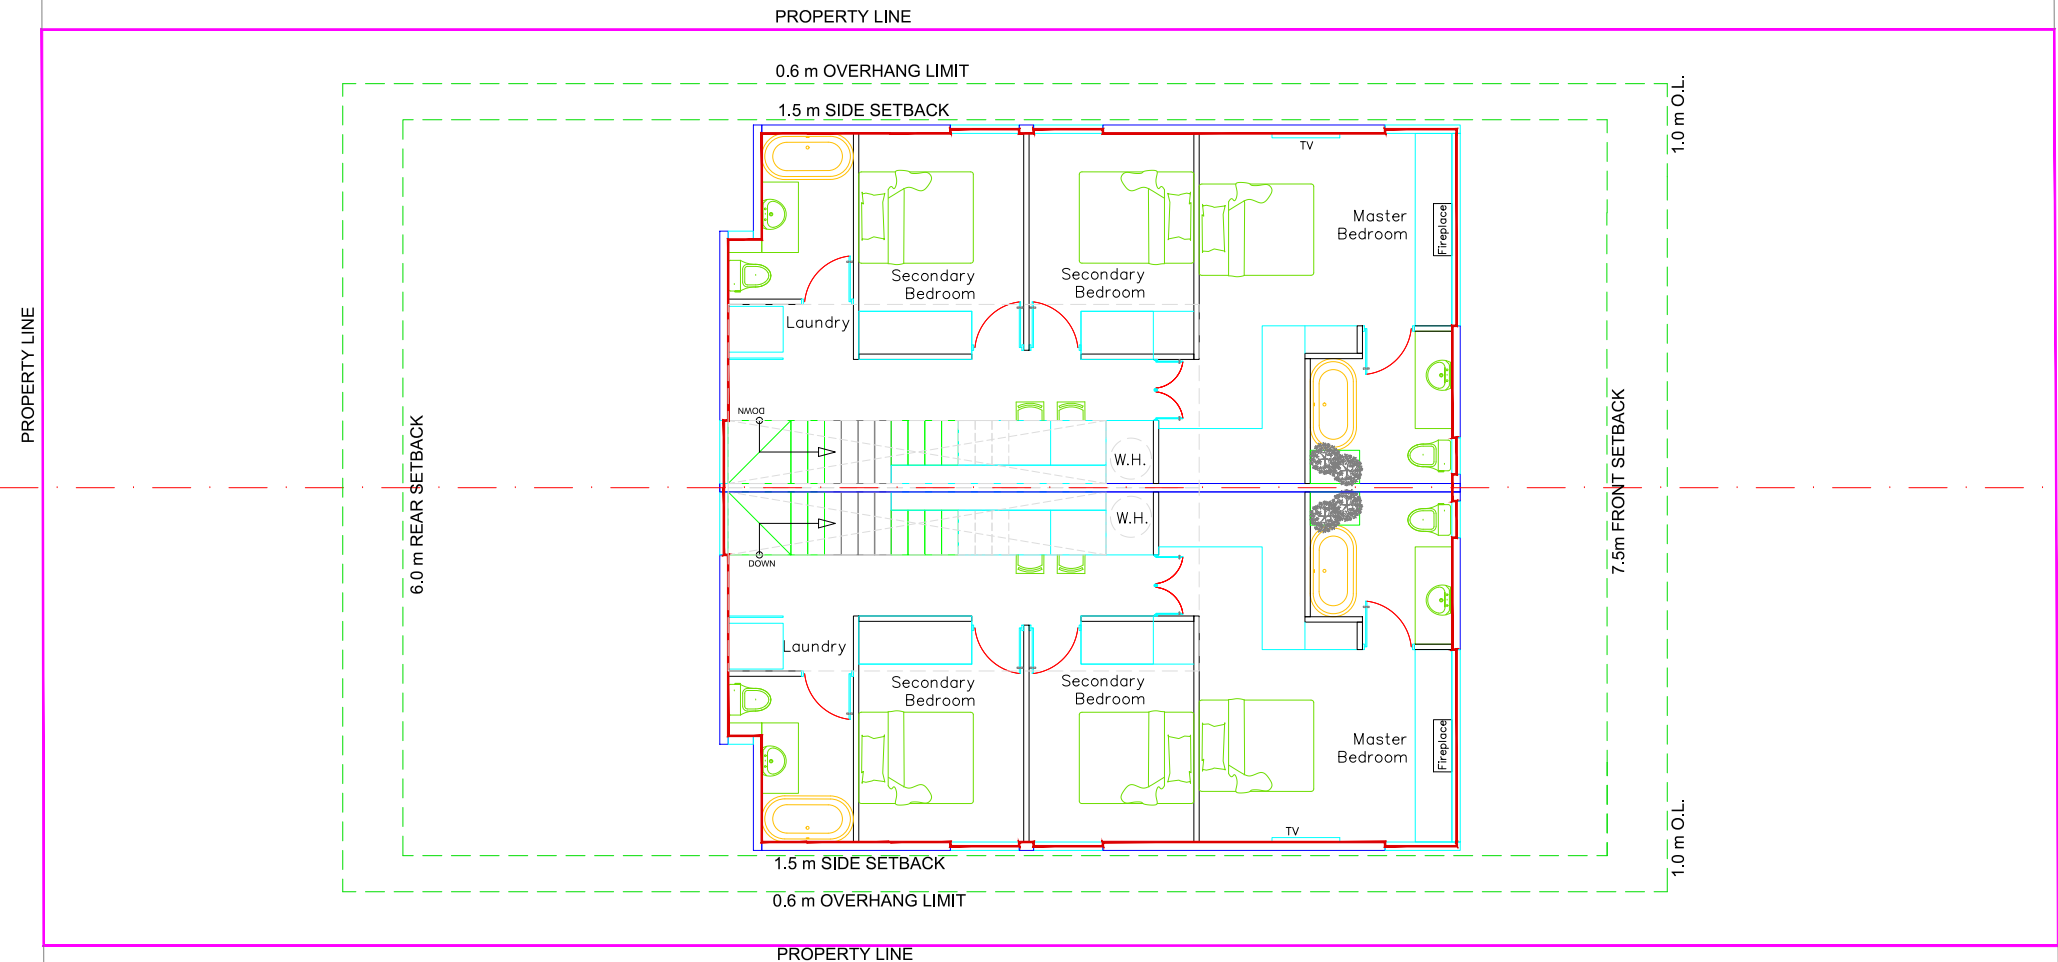 PROPERTY LINE
0.6 m OVERHANG LIMIT
1.5 m SIDE SETBACK
1.0 m O.L.
TV
Master
Bedroom
Fireplace
Secondary
Bedroom
Secondary
Bedroom
Laundry
PROPERTY LINE
DOWN
W.H.
6.0 m REAR SETBACK
7.5m FRONT SETBACK
W.H.
DOWN
Laundry
Secondary
Bedroom
Secondary
Bedroom
Master
Bedroom
Fireplace
TV
1.0 m O.L.
1.5 m SIDE SETBACK
0.6 m OVERHANG LIMIT
PROPERTY LINE